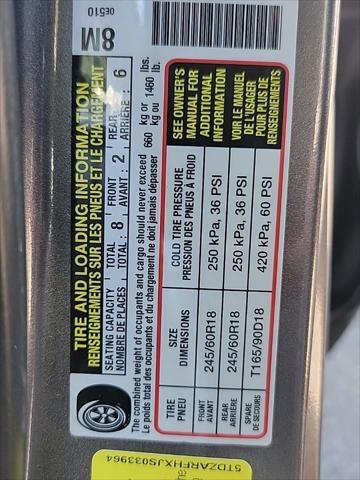 8M
0E510
TIRE AND LOADING INFORMATION
RENSEIGNEMENTS SUR LES PNEUS ET LE CHARGEMENT
SEATING CAPACITY TOTAL : 8 FRONT : 2 REAR : 6
NOMBRE DE PLACES TOTAL : AVANT : ARRIÈRE :
The combined weight of occupants and cargo should never exceed 660 kg or 1460 lbs.
Le poids total des occupants et du chargement ne doit jamais dépasser kg ou lb.
TIRE SIZE COLD TIRE PRESSURE
PNEU DIMENSIONS PRESSION DES PNEUS À FROID
FRONT
AVANT 245/60R18 250 kPa, 36 PSI
REAR
ARRIÈRE 245/60R18 250 kPa, 36 PSI
SPARE
DE SECOURS T165/90D18 420 kPa, 60 PSI
SEE OWNER'S
MANUAL FOR
ADDITIONAL
INFORMATION
VOIR LE MANUEL
DE L'USAGER
POUR PLUS DE
RENSEIGNEMENTS
5TDZARFHXJS033964